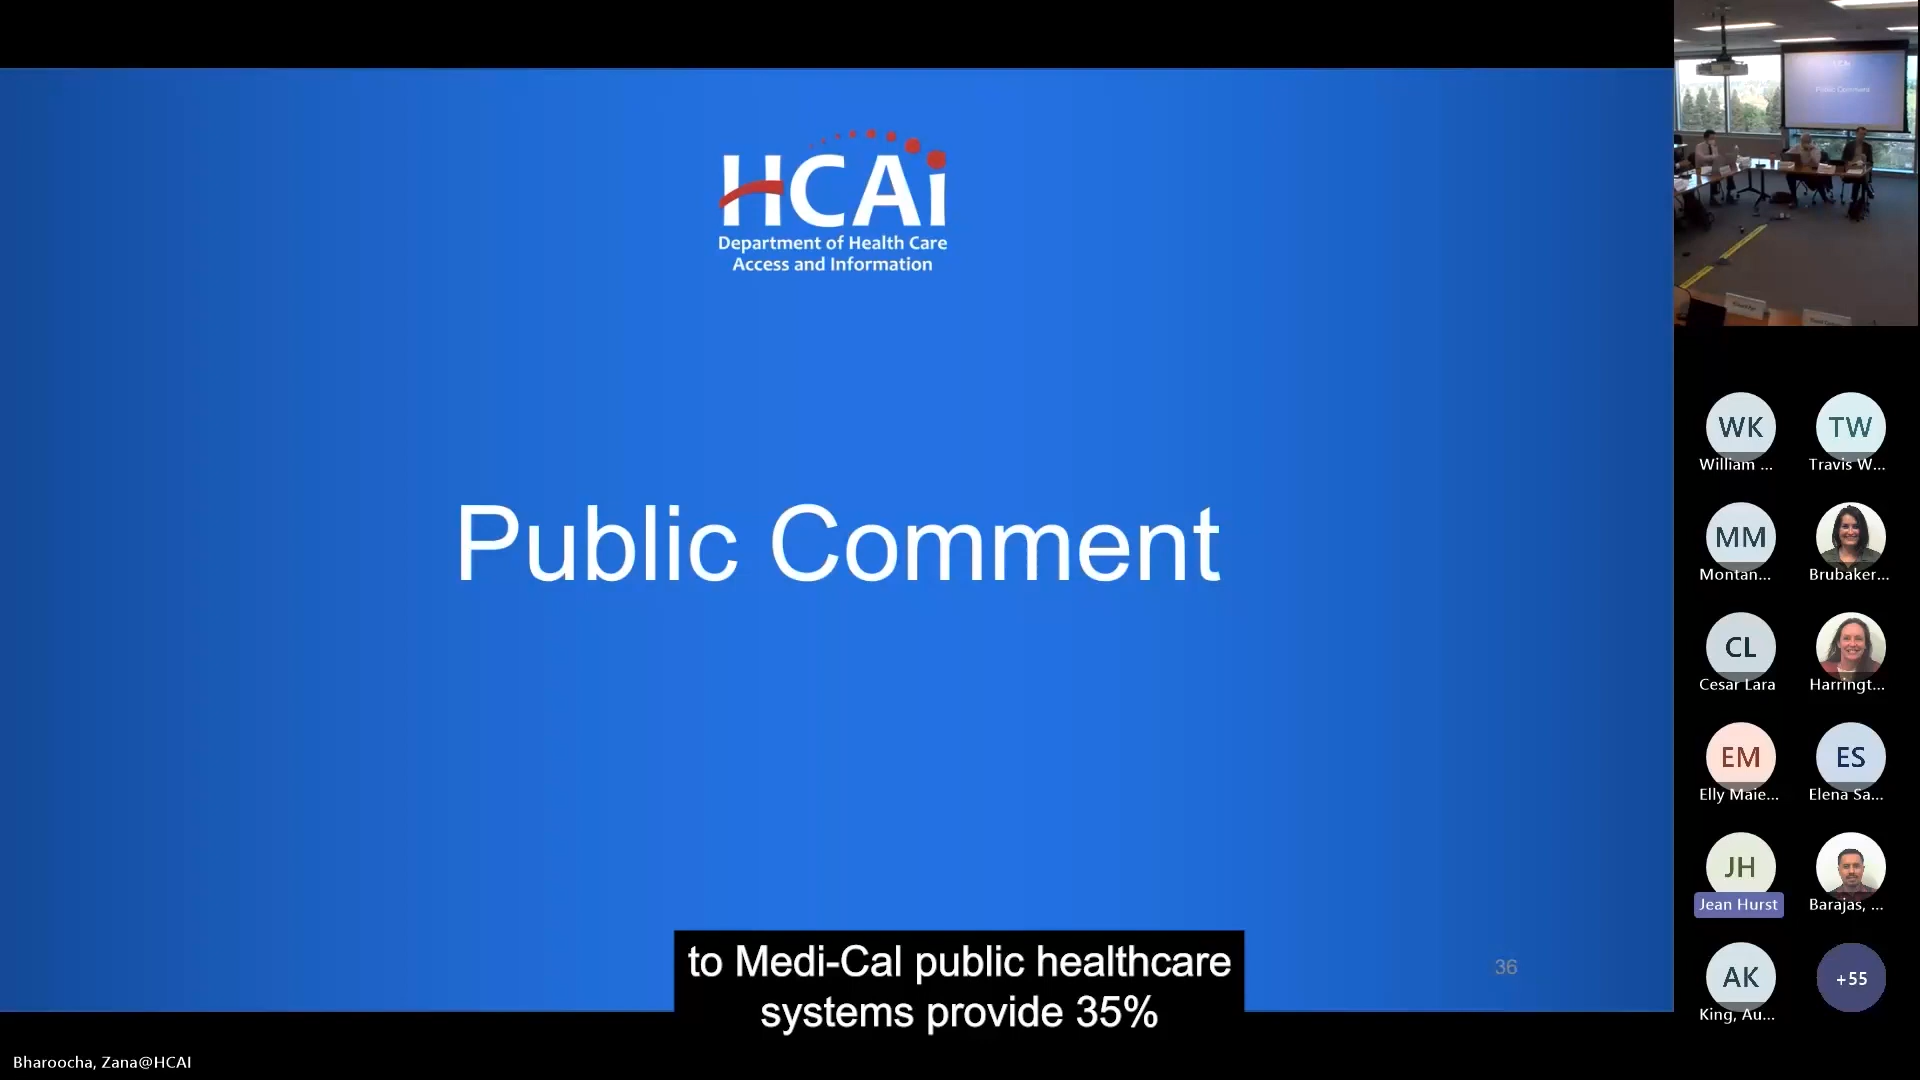 HCAi
Department of Health Care
Access and Information
Public Comment
36
to Medi-Cal public healthcare
systems provide 35%
Bharoocha, Zana@HCAI
Public Comment
WK
William ...
TW
Travis W...
MM
Montan...
Brubaker...
CL
Cesar Lara
Harringt...
EM
Elly Maie...
ES
Elena Sa...
JH
Jean Hurst
Barajas, ...
AK
King, Au...
+55